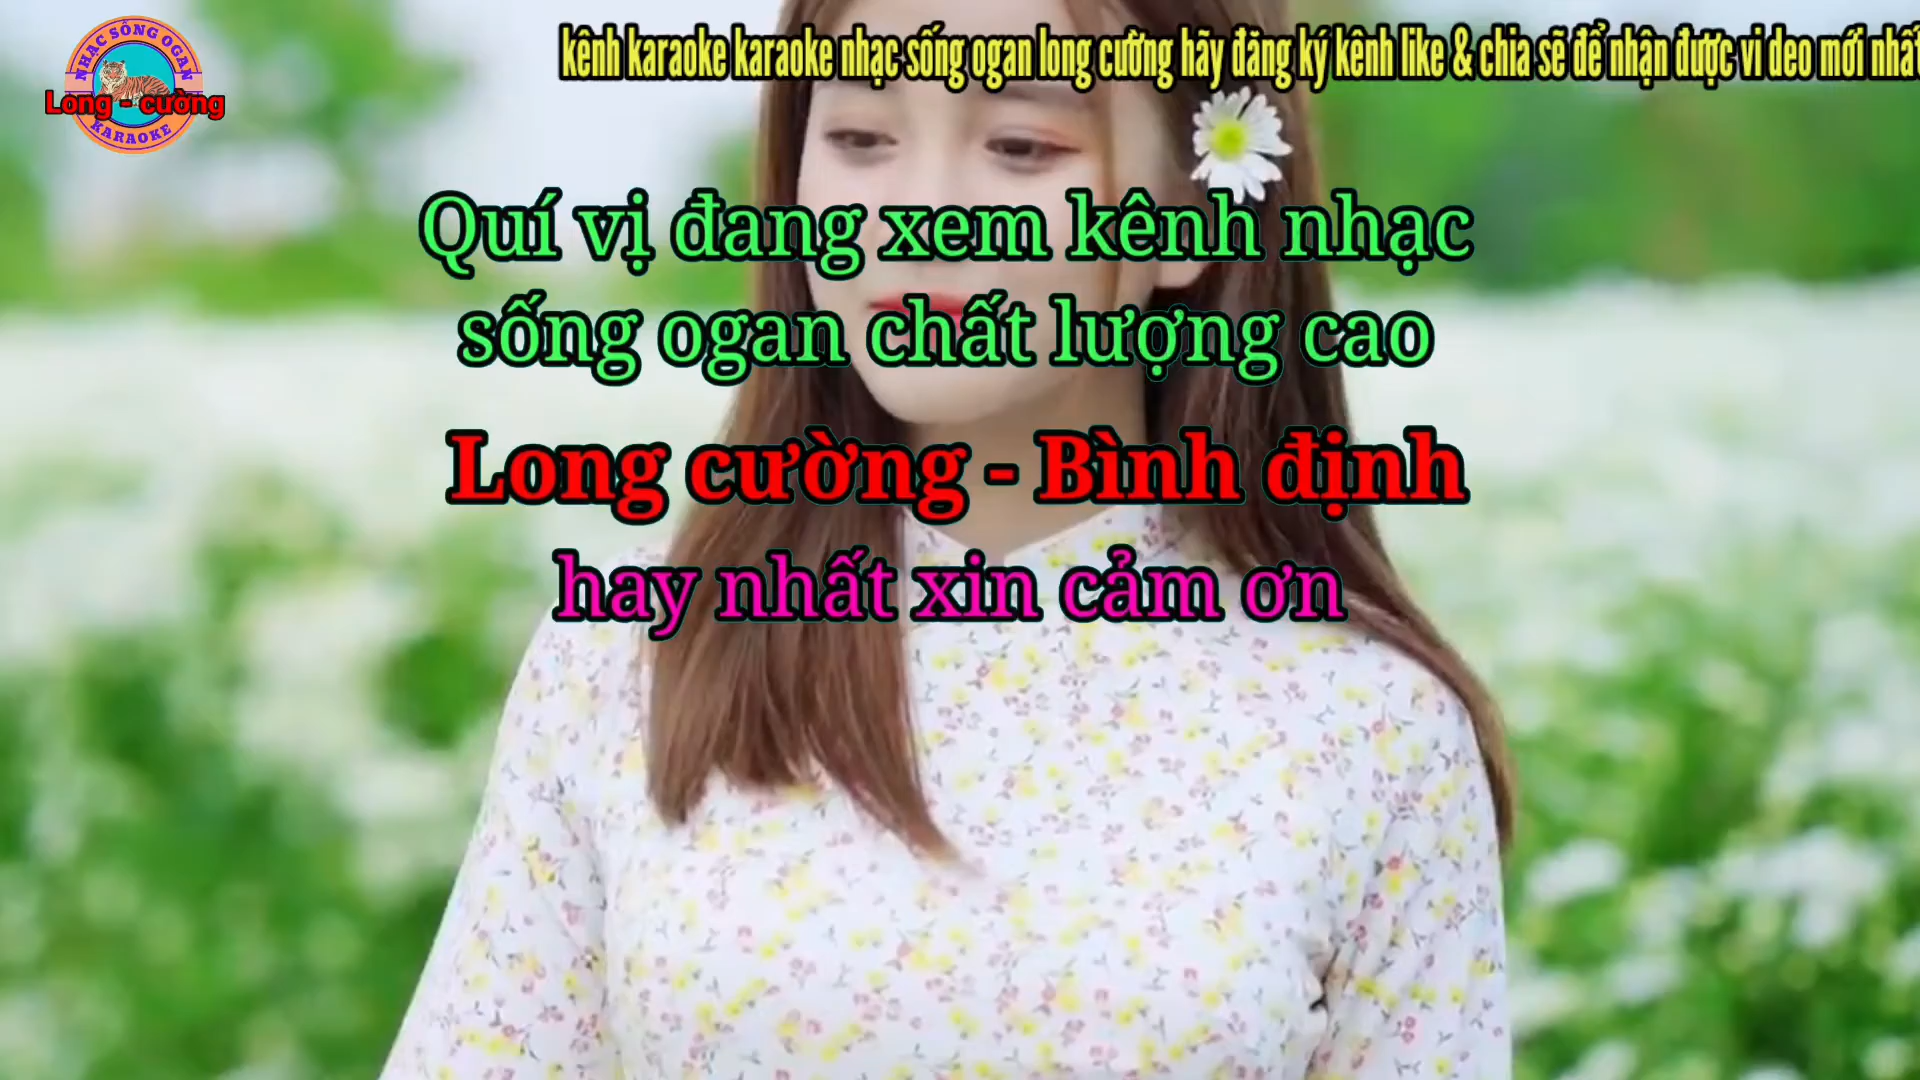 NHẠC SỐNG OGAN
Long - cường
KARAOKE
kênh karaoke karaoke nhạc sống ogan long cường hãy đăng ký kênh like & chia sẽ để nhận được vi deo mới nhất
Quí vị đang xem kênh nhạc
sống ogan chất lượng cao
Long cường - Bình định
hay nhất xin cảm ơn